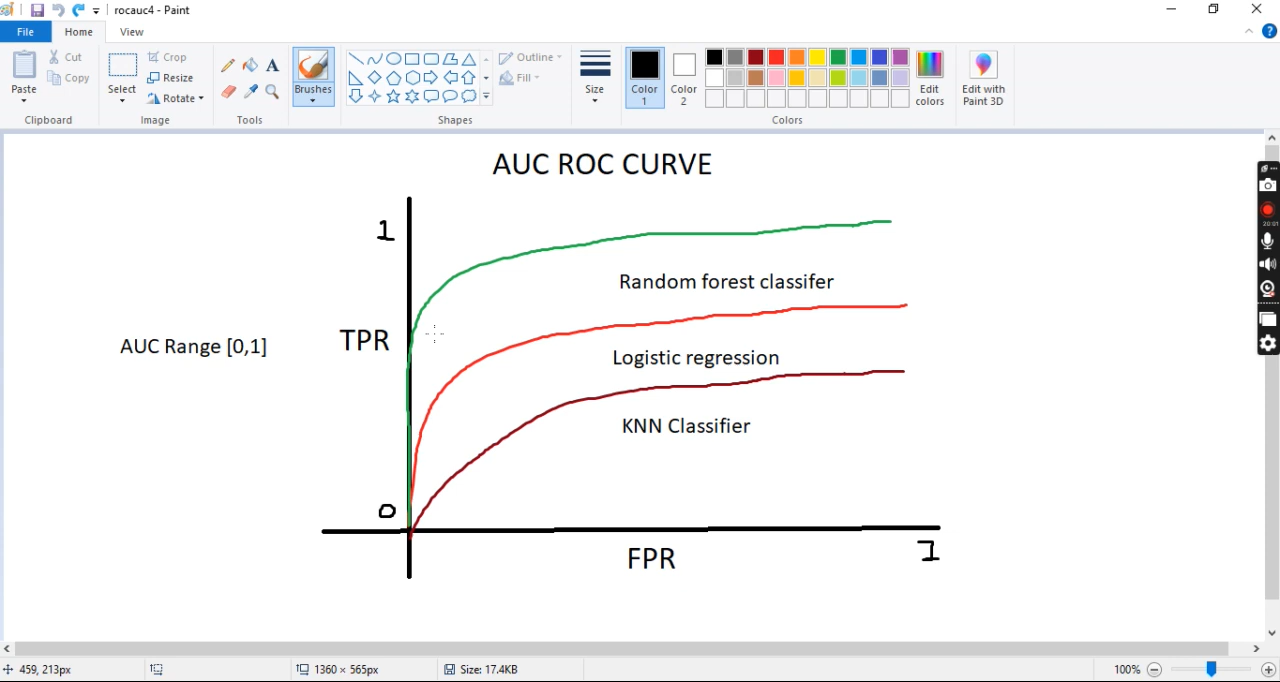 rocauc4 - Paint
File Home View
Paste
Cut
Copy
Clipboard
Select
Crop
Resize
Rotate
Image
A
Tools
Brushes
Outline
Fill
Shapes
Size
Color 1
Color 2
Edit colors
Colors
Edit with Paint 3D
AUC ROC CURVE
1
Random forest classifer
TPR
AUC Range [0,1]
Logistic regression
KNN Classifier
0
FPR
1
459, 213px
1360 × 565px
Size: 17.4KB
100%